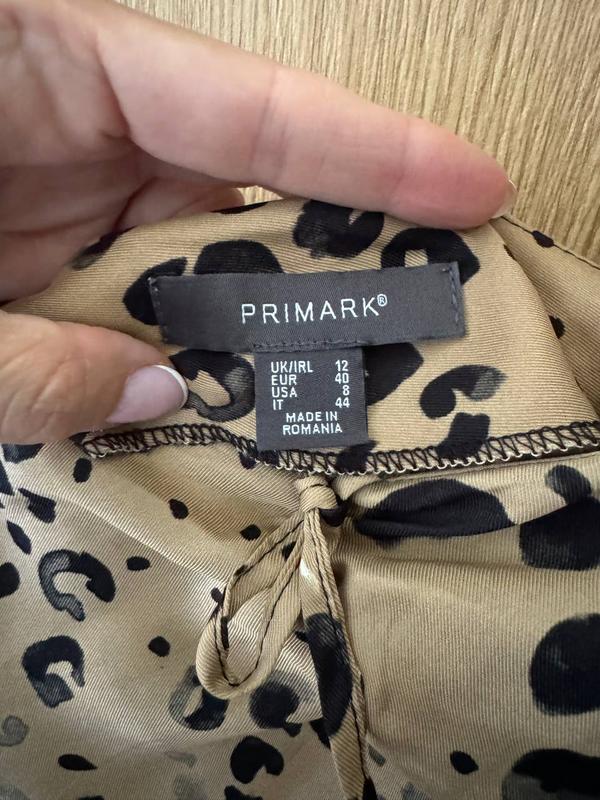 PRIMARK®
UK/IRL 12
EUR 40
USA 8
IT 44
MADE IN
ROMANIA